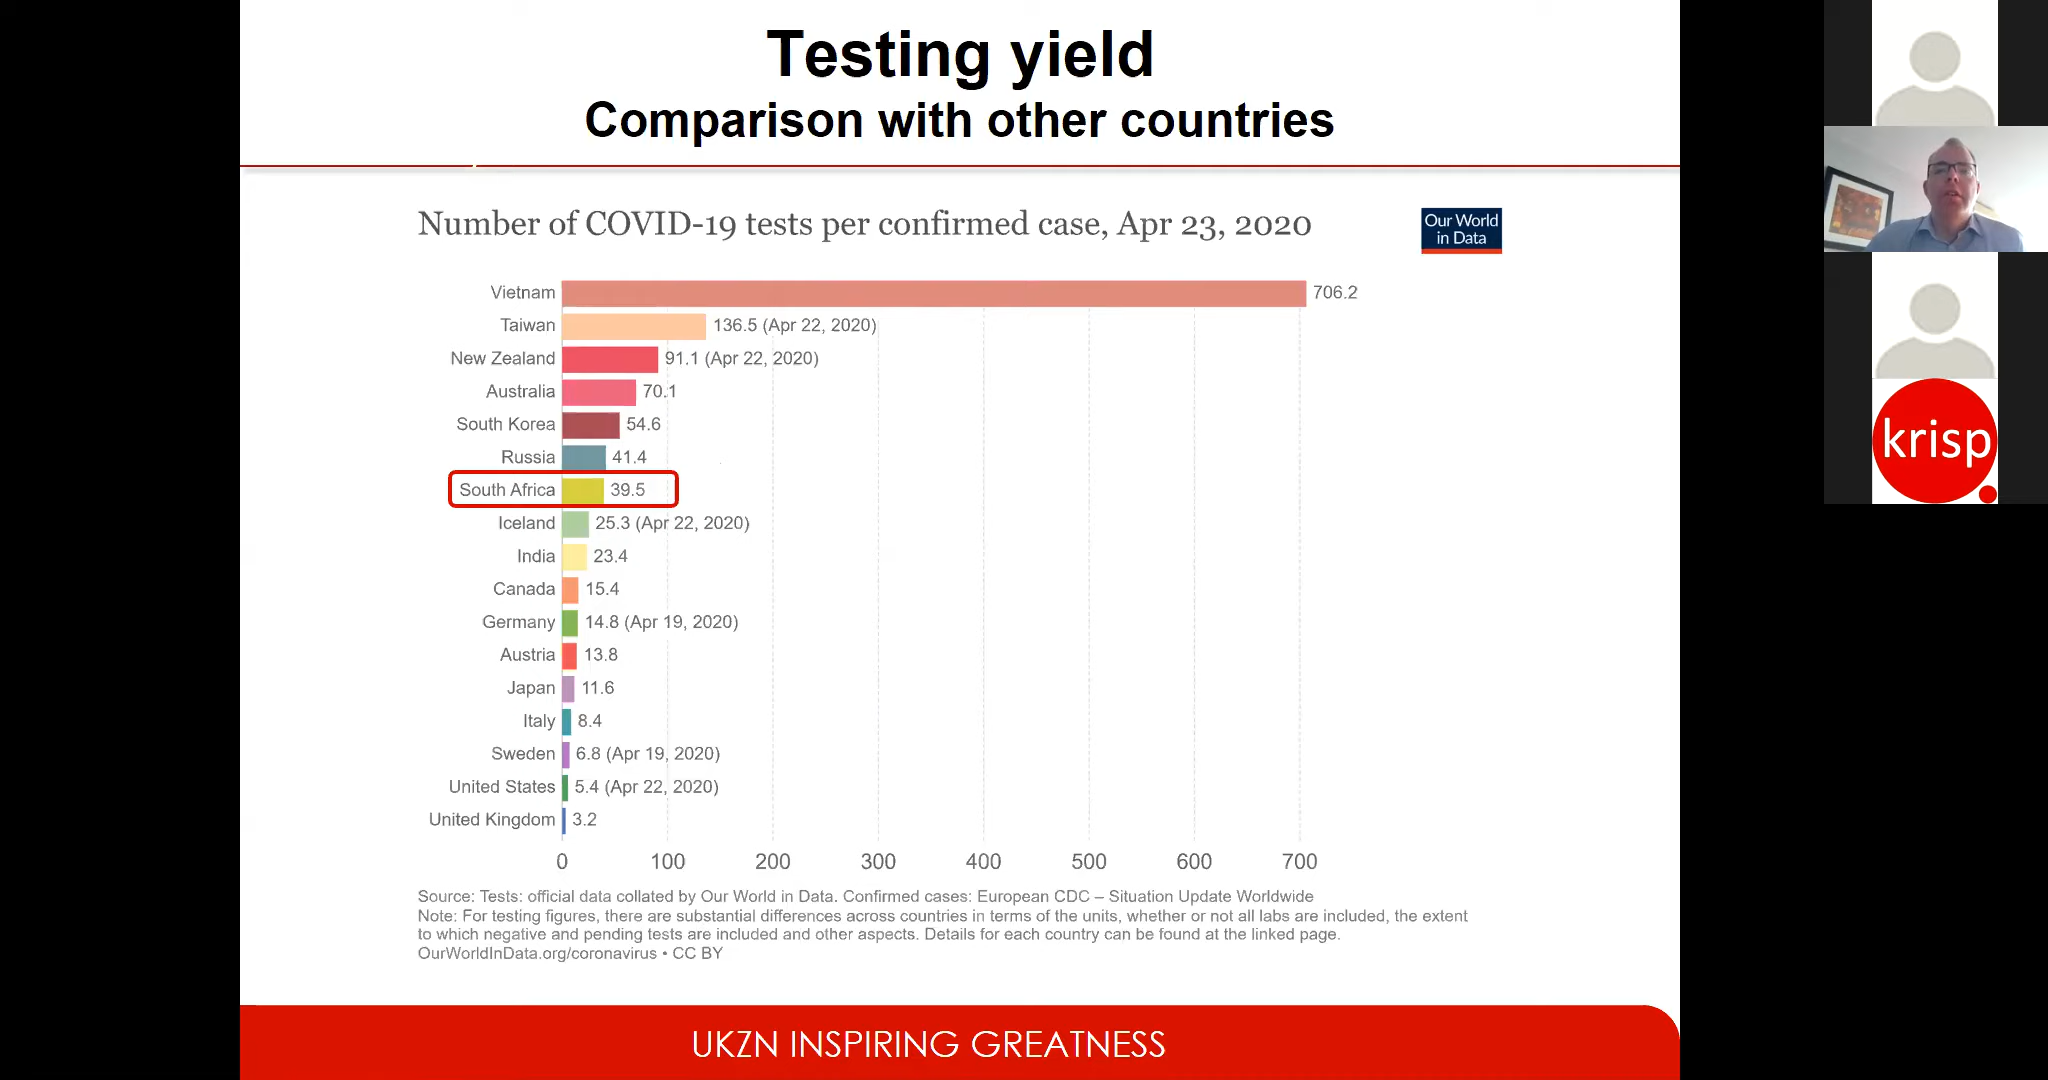 Testing yield
Comparison with other countries
Number of COVID-19 tests per confirmed case, Apr 23, 2020
Our World
in Data
Vietnam 706.2
Taiwan 136.5 (Apr 22, 2020)
New Zealand 91.1 (Apr 22, 2020)
Australia 70.1
South Korea 54.6
Russia 41.4
South Africa 39.5
Iceland 25.3 (Apr 22, 2020)
India 23.4
Canada 15.4
Germany 14.8 (Apr 19, 2020)
Austria 13.8
Japan 11.6
Italy 8.4
Sweden 6.8 (Apr 19, 2020)
United States 5.4 (Apr 22, 2020)
United Kingdom 3.2
0 100 200 300 400 500 600 700
Source: Tests: official data collated by Our World in Data. Confirmed cases: European CDC – Situation Update Worldwide
Note: For testing figures, there are substantial differences across countries in terms of the units, whether or not all labs are included, the extent
to which negative and pending tests are included and other aspects. Details for each country can be found at the linked page.
OurWorldInData.org/coronavirus • CC BY
UKZN INSPIRING GREATNESS
krisp